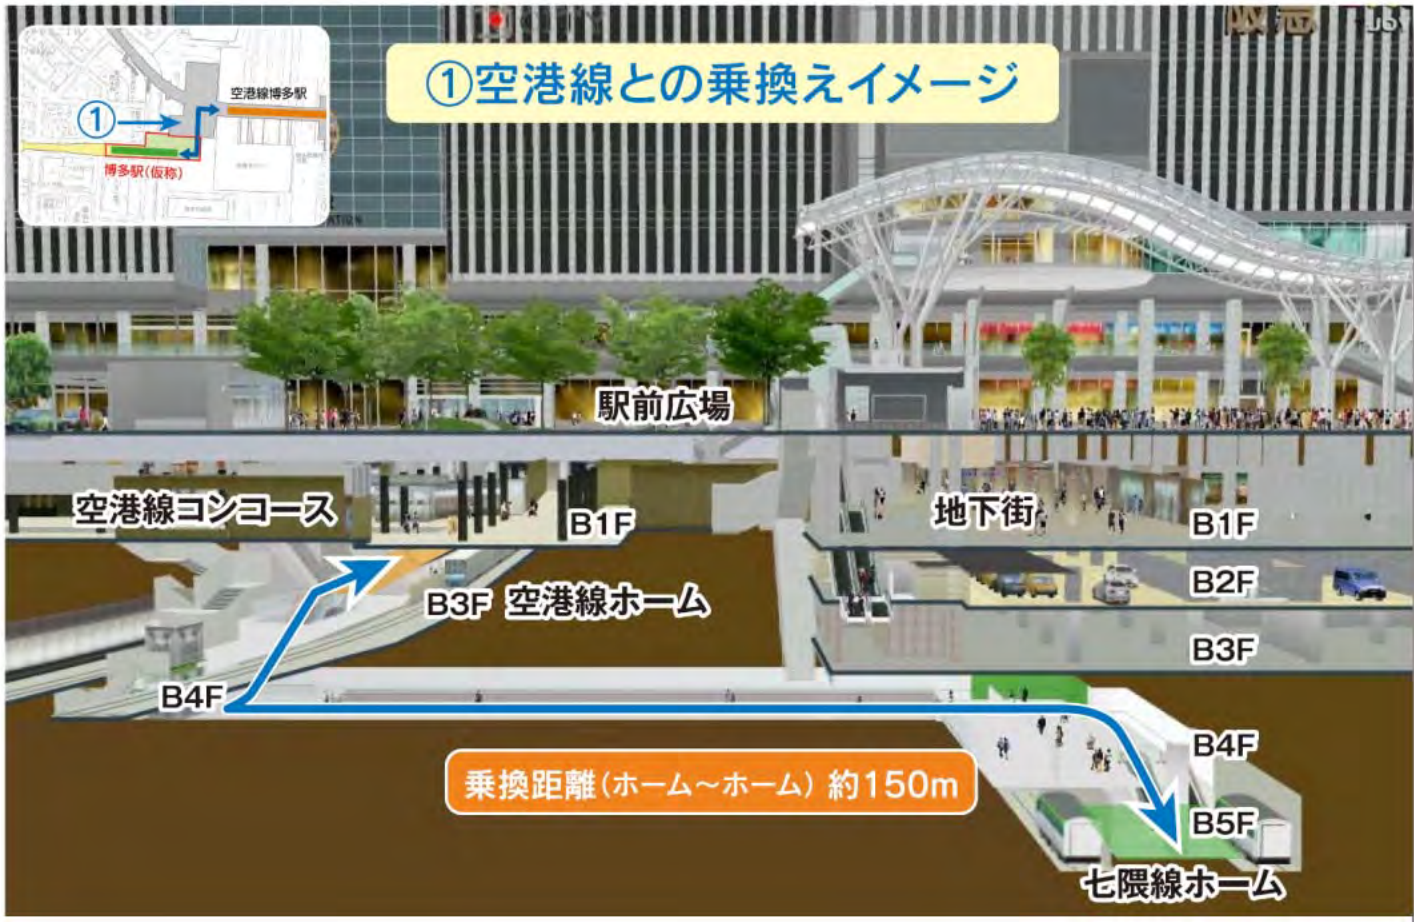 阪急
①空港線との乗換えイメージ
空港線博多駅
①
博多駅(仮称)
駅前広場
空港線コンコース
B1F
地下街
B1F
B2F
B3F 空港線ホーム
B3F
B4F
B4F
乗換距離(ホーム～ホーム) 約150m
B5F
七隈線ホーム